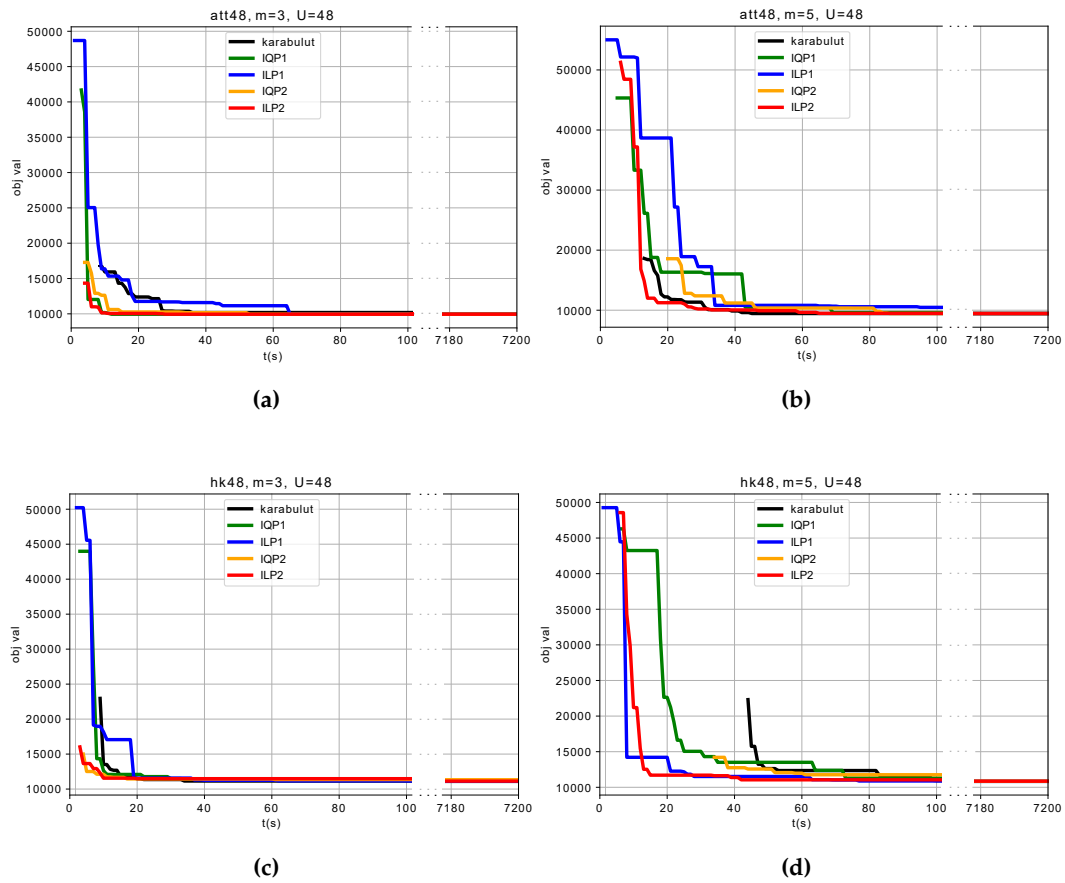 att48, m=3, U=48
50000
45000
40000
35000
30000
25000
20000
15000
10000
obj val
karabulut
IQP1
ILP1
IQP2
ILP2
0 20 40 60 80 100 7180 7200
t(s)
(a)
att48, m=5, U=48
50000
40000
30000
20000
10000
obj val
karabulut
IQP1
ILP1
IQP2
ILP2
0 20 40 60 80 100 7180 7200
t(s)
(b)
hk48, m=3, U=48
50000
45000
40000
35000
30000
25000
20000
15000
10000
obj val
karabulut
IQP1
ILP1
IQP2
ILP2
0 20 40 60 80 100 7180 7200
t(s)
(c)
hk48, m=5, U=48
50000
45000
40000
35000
30000
25000
20000
15000
10000
obj val
karabulut
IQP1
ILP1
IQP2
ILP2
0 20 40 60 80 100 7180 7200
t(s)
(d)